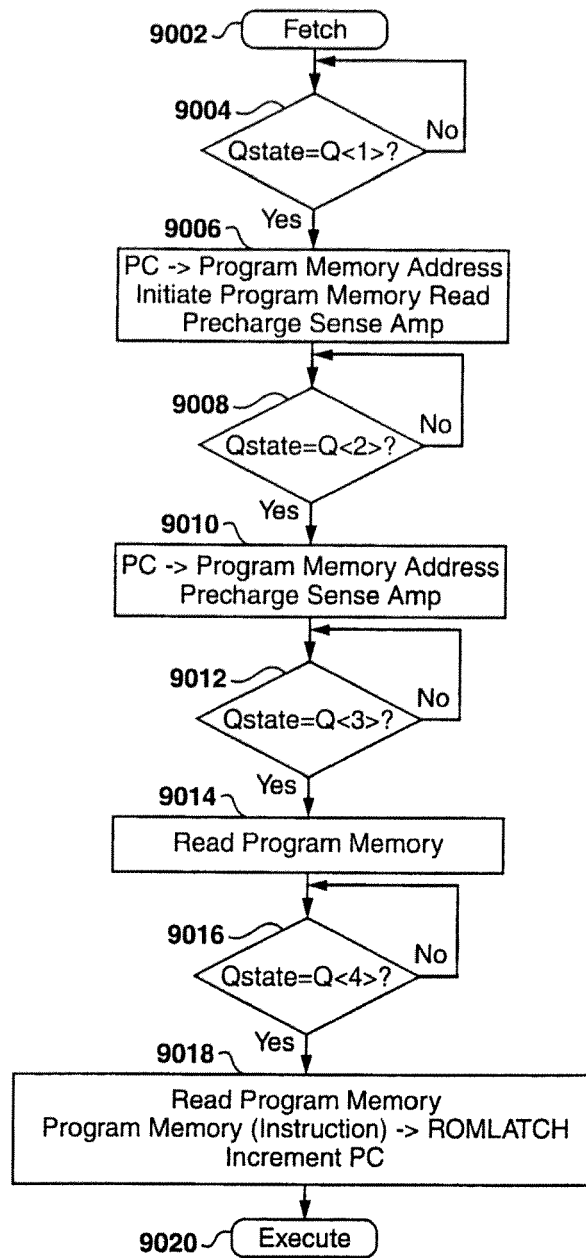 9002 Fetch
9004
Qstate=Q<1>?
No
Yes
9006
PC -> Program Memory Address
Initiate Program Memory Read
Precharge Sense Amp
9008
Qstate=Q<2>?
No
Yes
9010
PC -> Program Memory Address
Precharge Sense Amp
9012
Qstate=Q<3>?
No
Yes
9014
Read Program Memory
9016
Qstate=Q<4>?
No
Yes
9018
Read Program Memory
Program Memory (Instruction) -> ROMLATCH
Increment PC
9020 Execute